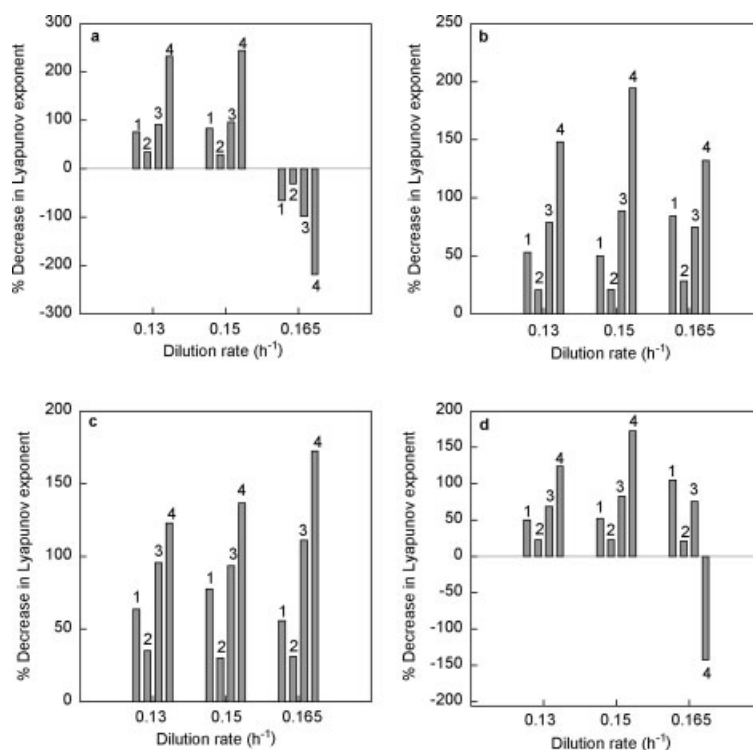 a
% Decrease in Lyapunov exponent
300
200
100
0
-100
-200
-300
1 2 3 4
1 2 3 4
1 2 3 4
0.13 0.15 0.165
Dilution rate (h⁻¹)
b
% Decrease in Lyapunov exponent
250
200
150
100
50
0
1 2 3 4
1 2 3 4
1 2 3 4
0.13 0.15 0.165
Dilution rate (h⁻¹)
c
% Decrease in Lyapunov exponent
200
150
100
50
0
1 2 3 4
1 2 3 4
1 2 3 4
0.13 0.15 0.165
Dilution rate (h⁻¹)
d
% Decrease in Lyapunov exponent
200
150
100
50
0
-50
-100
-150
-200
1 2 3 4
1 2 3 4
1 2 3 4
0.13 0.15 0.165
Dilution rate (h⁻¹)